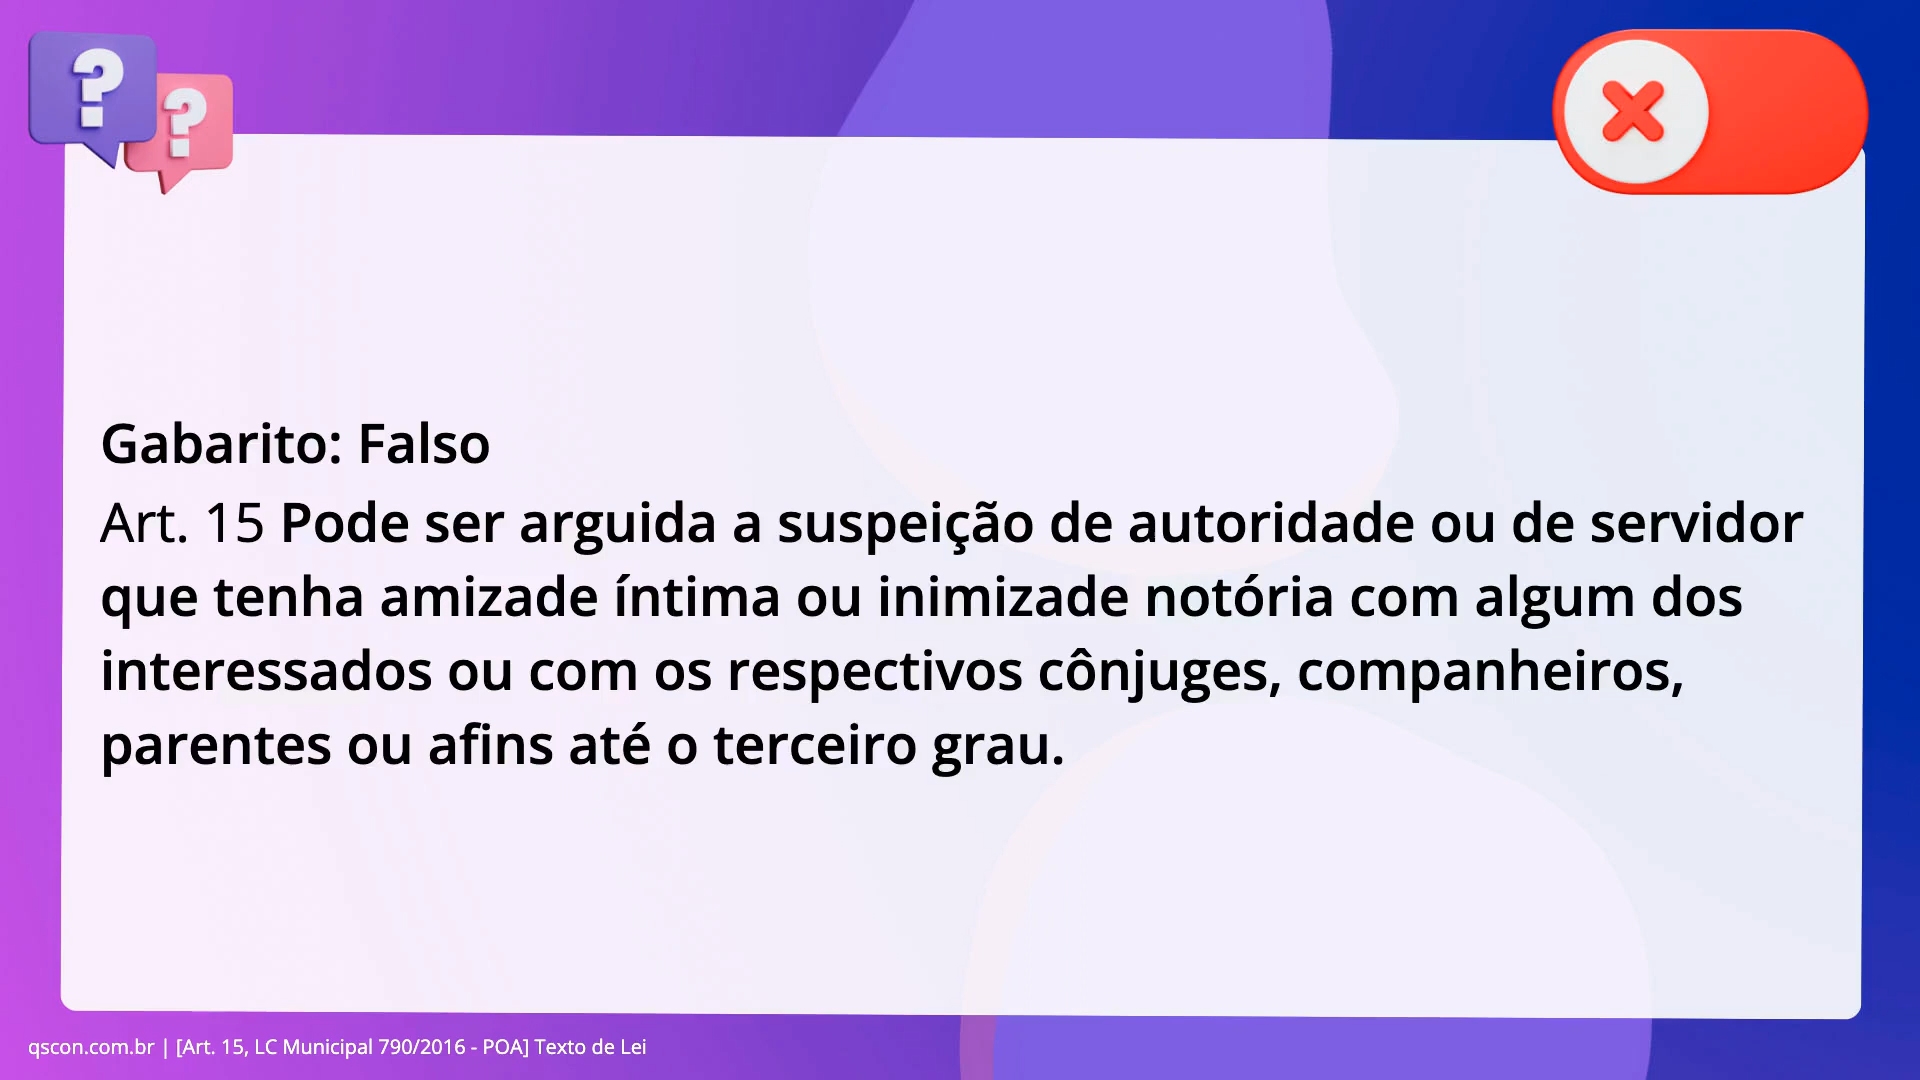 ?
?
Gabarito: Falso
Art. 15 Pode ser arguida a suspeição de autoridade ou de servidor
que tenha amizade íntima ou inimizade notória com algum dos
interessados ou com os respectivos cônjuges, companheiros,
parentes ou afins até o terceiro grau.
qscon.com.br | [Art. 15, LC Municipal 790/2016 - POA] Texto de Lei